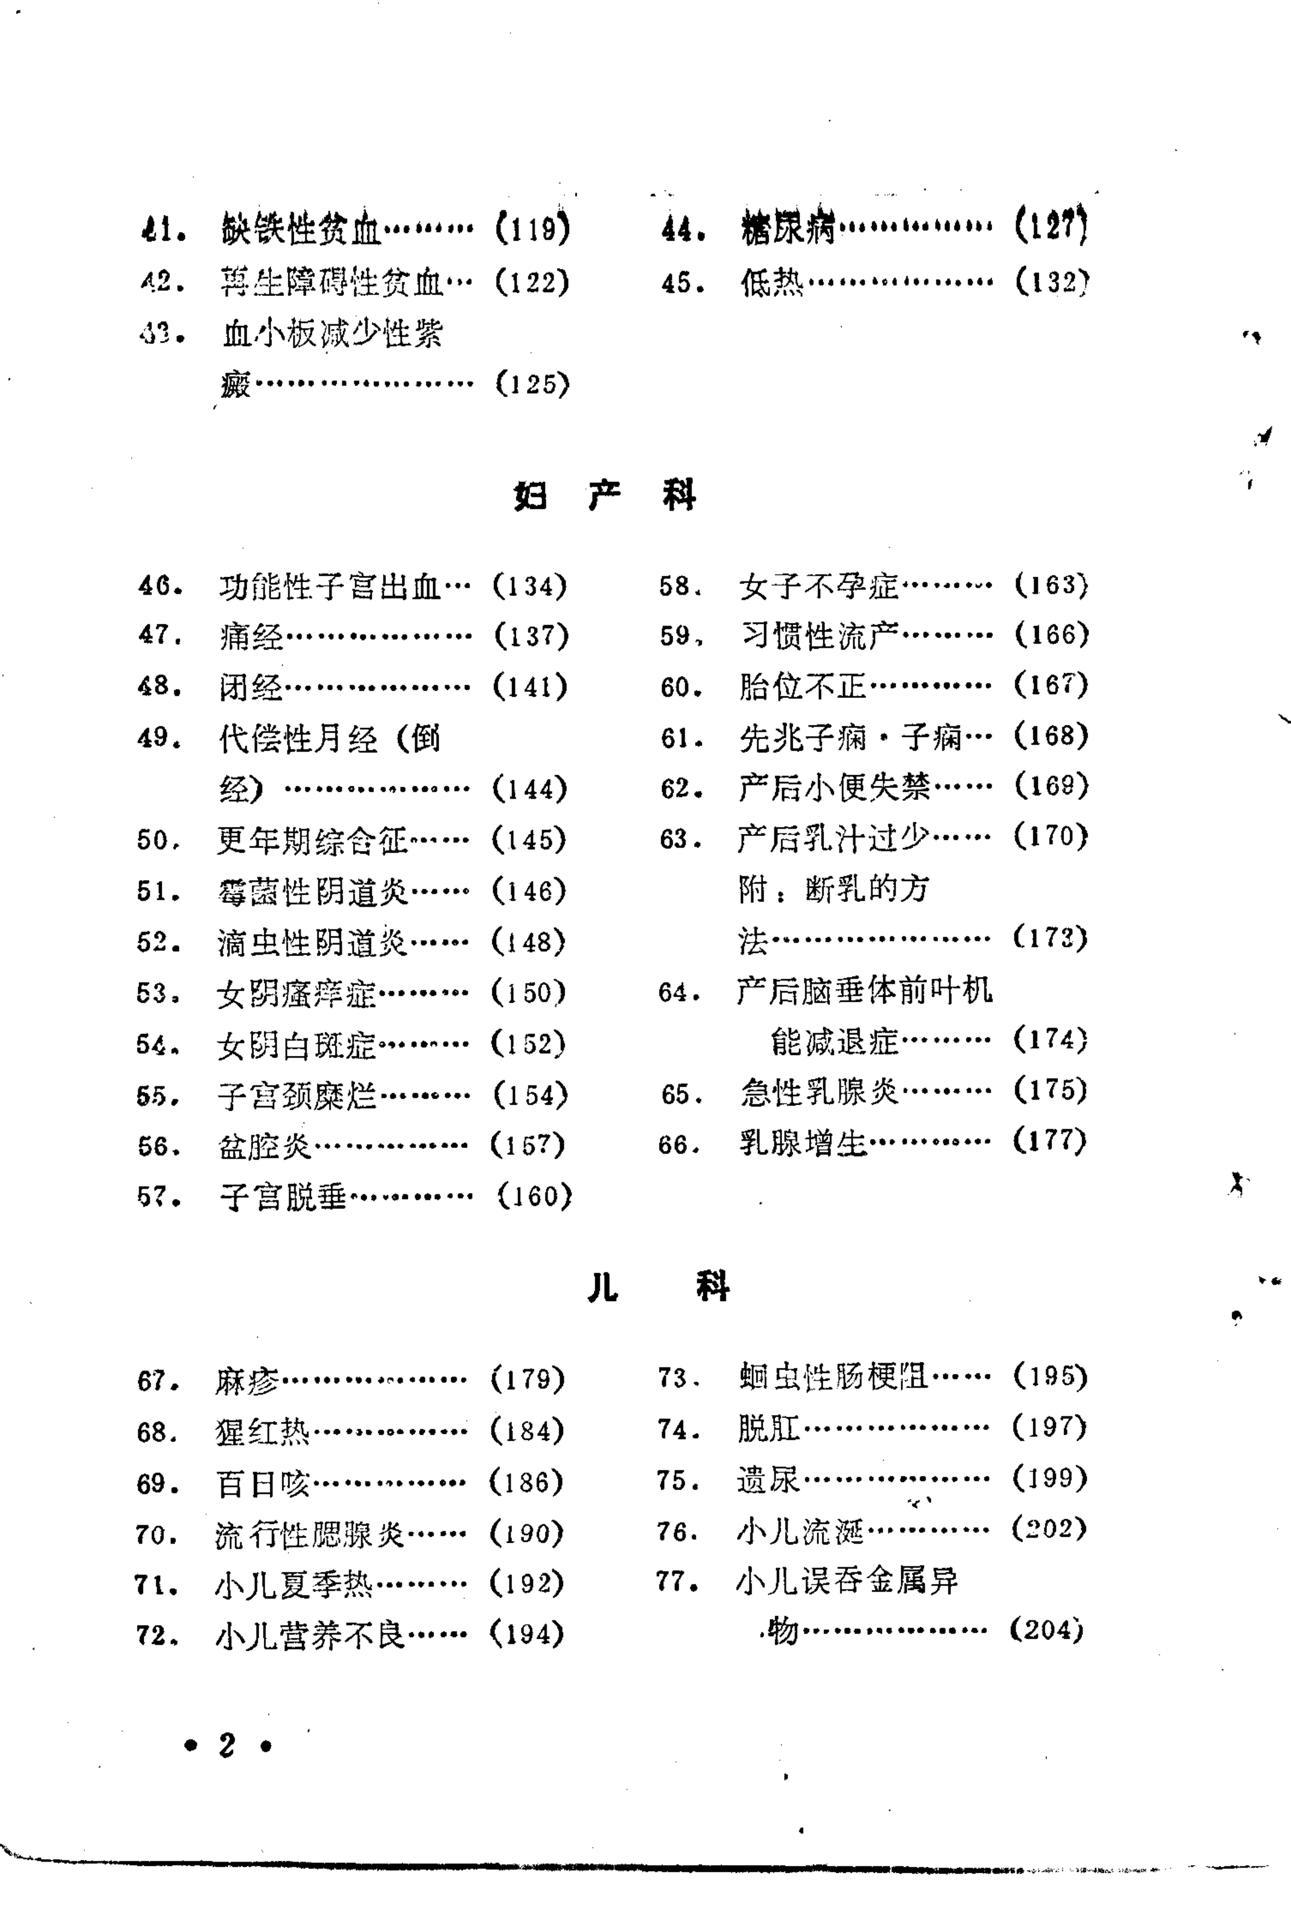 41. 缺铁性贫血………(119)
42. 再生障碍性贫血…(122)
43. 血小板减少性紫
癜…………………(125)
44. 糖尿病……………(127)
45. 低热………………(132)
妇产科
46. 功能性子宫出血…(134)
47. 痛经………………(137)
48. 闭经………………(141)
49. 代偿性月经（倒
经）………………(144)
50. 更年期综合征……(145)
51. 霉菌性阴道炎……(146)
52. 滴虫性阴道炎……(148)
53. 女阴瘙痒症………(150)
54. 女阴白斑症………(152)
55. 子宫颈糜烂………(154)
56. 盆腔炎……………(157)
57. 子宫脱垂…………(160)
58. 女子不孕症………(163)
59. 习惯性流产………(166)
60. 胎位不正…………(167)
61. 先兆子痫·子痫…(168)
62. 产后小便失禁……(169)
63. 产后乳汁过少……(170)
附：断乳的方
法…………………(173)
64. 产后脑垂体前叶机
能减退症………(174)
65. 急性乳腺炎………(175)
66. 乳腺增生…………(177)
儿科
67. 麻疹………………(179)
68. 猩红热……………(184)
69. 百日咳……………(186)
70. 流行性腮腺炎……(190)
71. 小儿夏季热………(192)
72. 小儿营养不良……(194)
73. 蛔虫性肠梗阻……(195)
74. 脱肛………………(197)
75. 遗尿………………(199)
76. 小儿流涎…………(202)
77. 小儿误吞金属异
物………………(204)
• 2 •